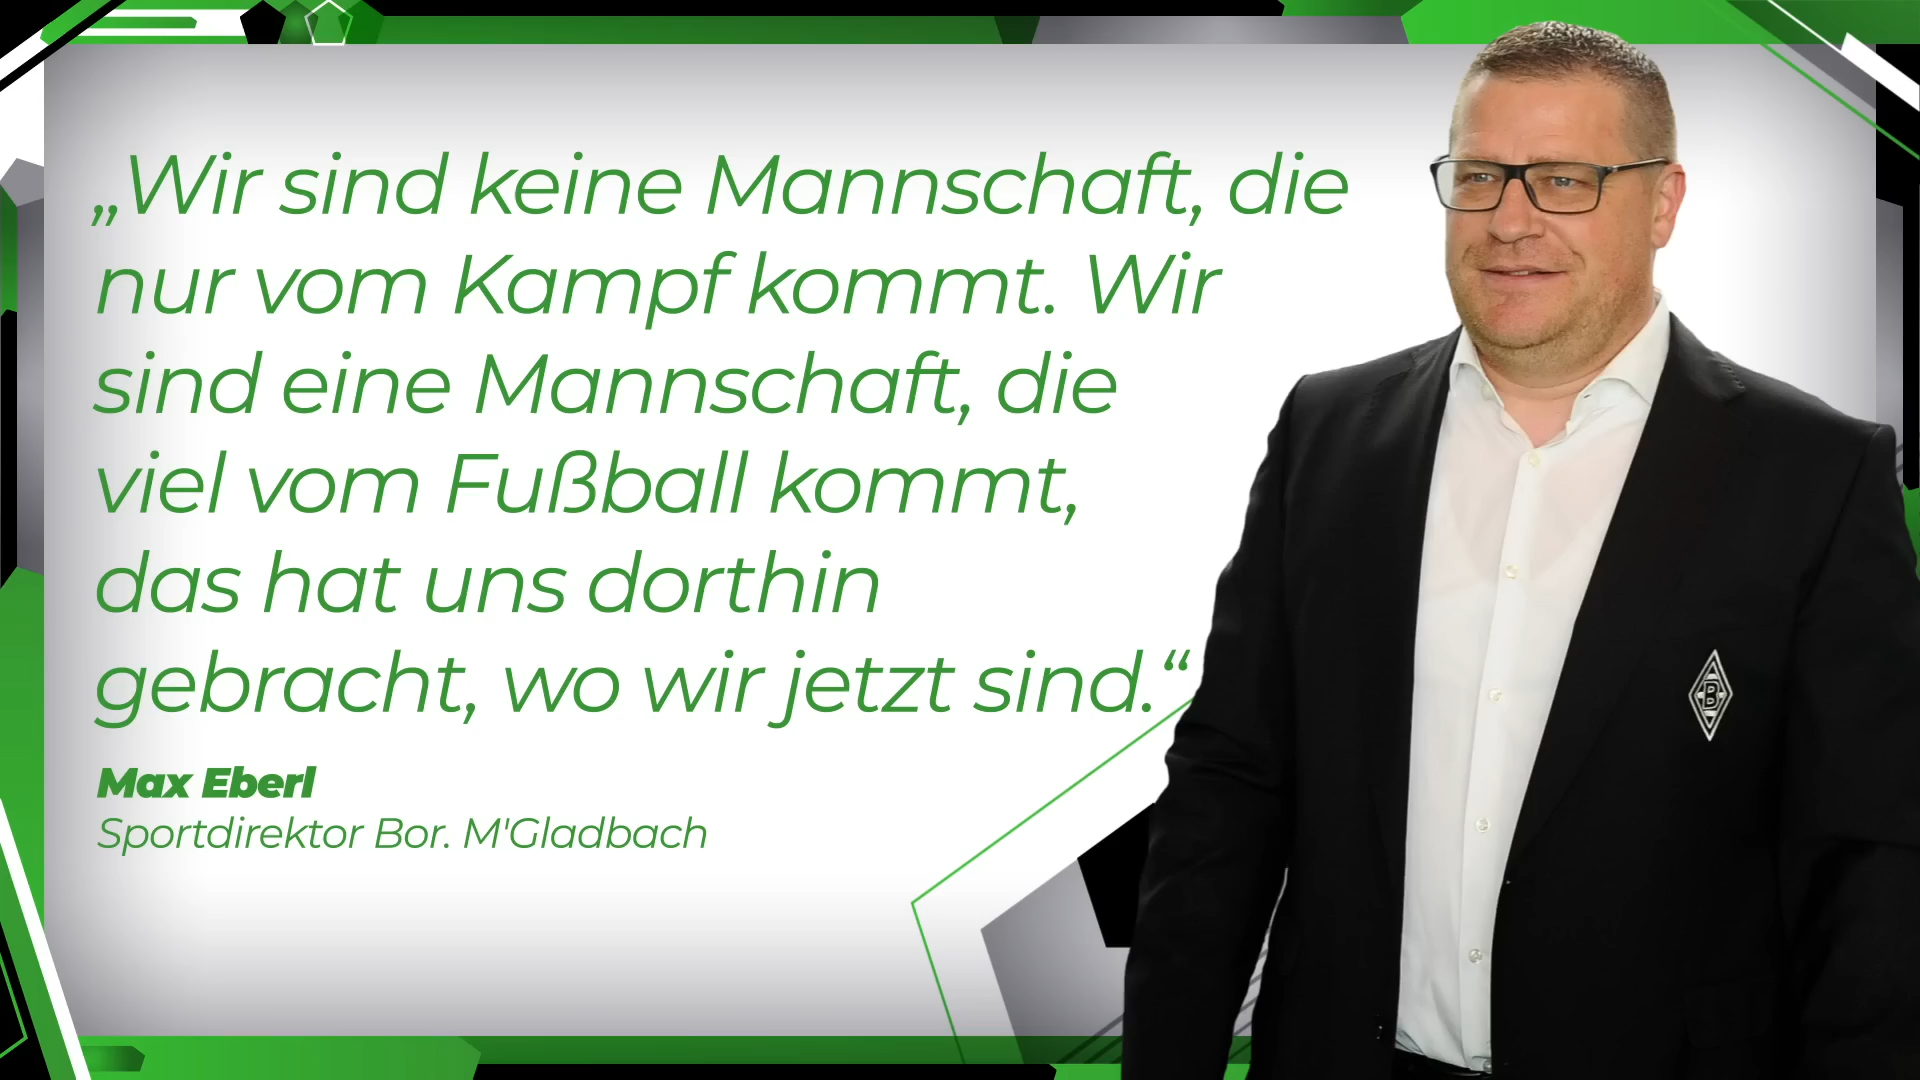 „Wir sind keine Mannschaft, die
nur vom Kampf kommt. Wir
sind eine Mannschaft, die
viel vom Fußball kommt,
das hat uns dorthin
gebracht, wo wir jetzt sind.“
Max Eberl
Sportdirektor Bor. M'Gladbach
B